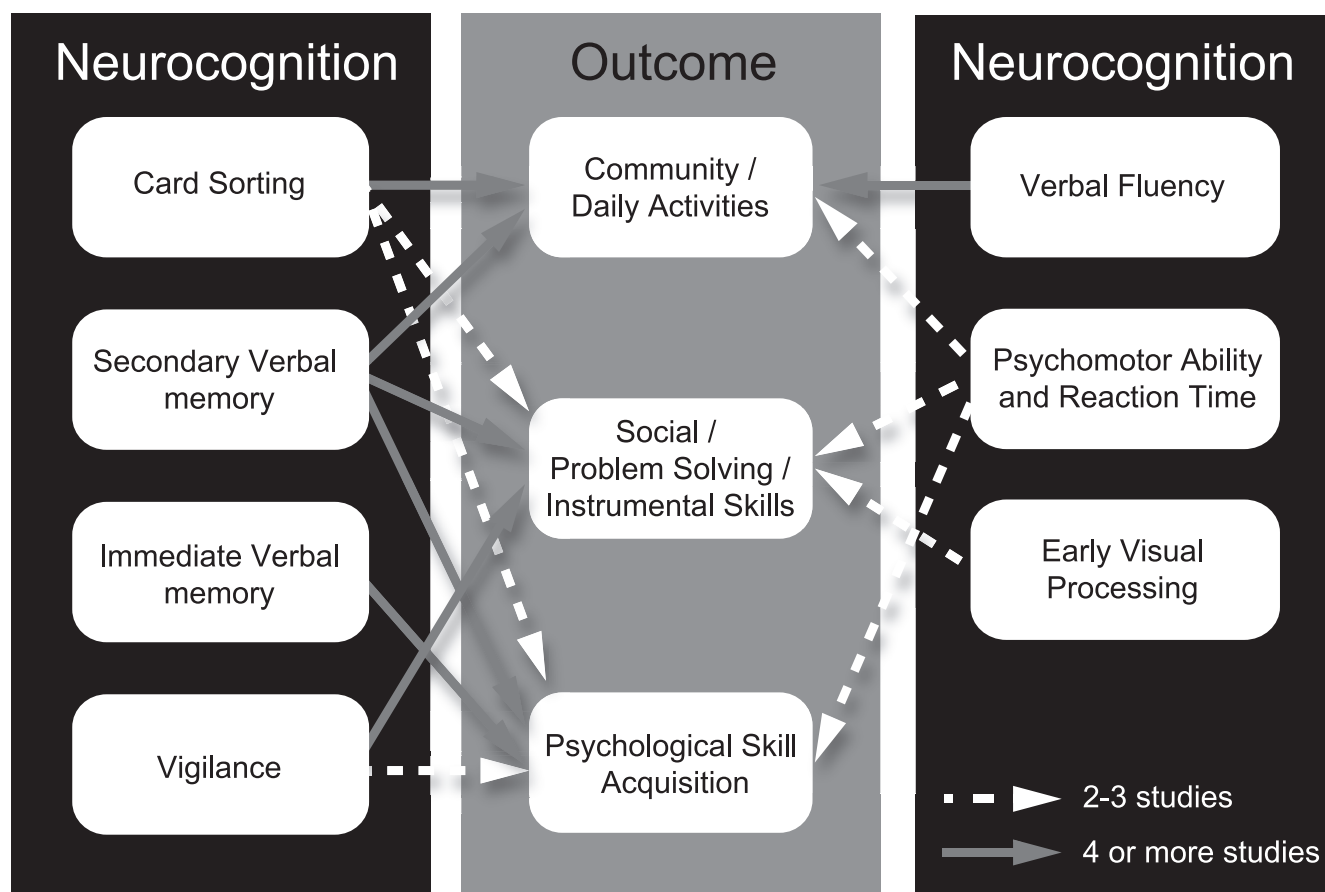 Neurocognition
Card Sorting
Secondary Verbal
memory
Immediate Verbal
memory
Vigilance
Outcome
Community /
Daily Activities
Social /
Problem Solving /
Instrumental Skills
Psychological Skill
Acquisition
Neurocognition
Verbal Fluency
Psychomotor Ability
and Reaction Time
Early Visual
Processing
2-3 studies
4 or more studies